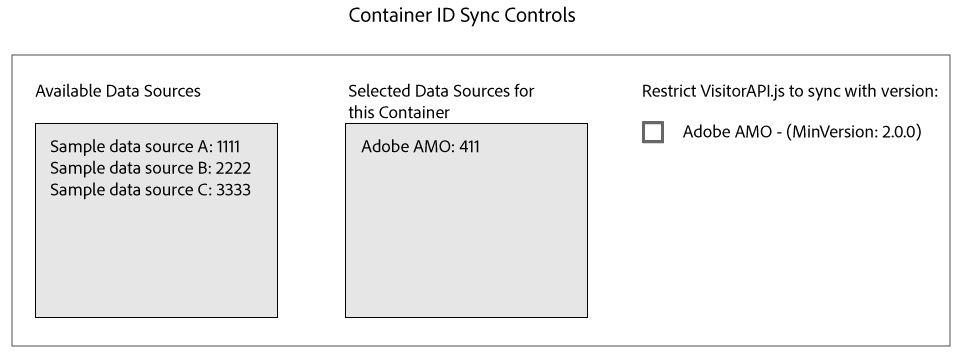 Container ID Sync Controls
Available Data Sources
Sample data source A: 1111
Sample data source B: 2222
Sample data source C: 3333
Selected Data Sources for
this Container
Adobe AMO: 411
Restrict VisitorAPI.js to sync with version:
Adobe AMO - (MinVersion: 2.0.0)